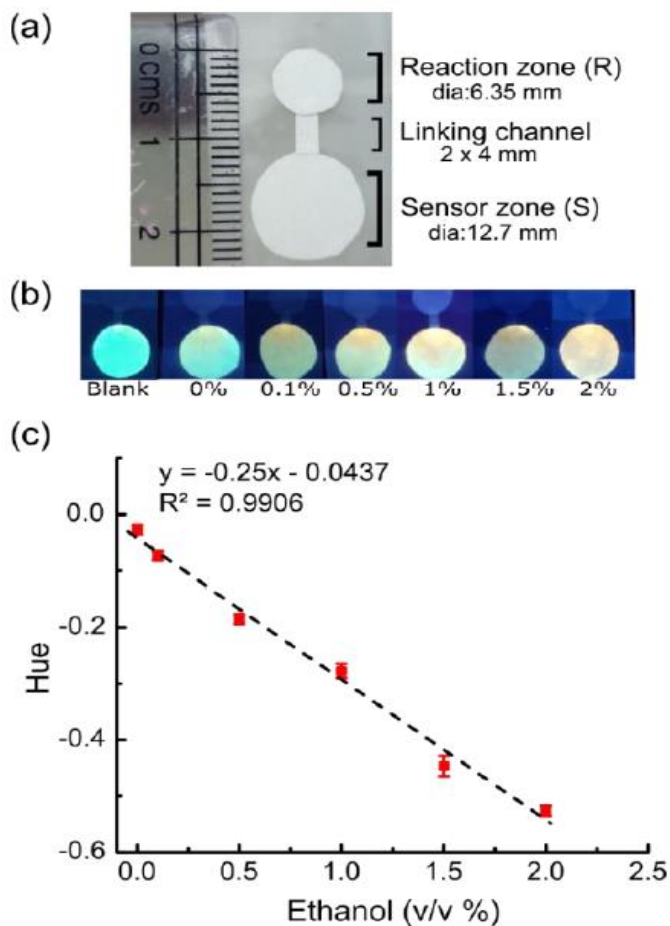 (a)
0 cms 1 2
Reaction zone (R)
dia:6.35 mm
Linking channel
2 x 4 mm
Sensor zone (S)
dia:12.7 mm
(b)
Blank 0% 0.1% 0.5% 1% 1.5% 2%
(c)
y = -0.25x - 0.0437
R² = 0.9906
0.0
-0.2
-0.4
-0.6
Hue
0.0 0.5 1.0 1.5 2.0 2.5
Ethanol (v/v %)